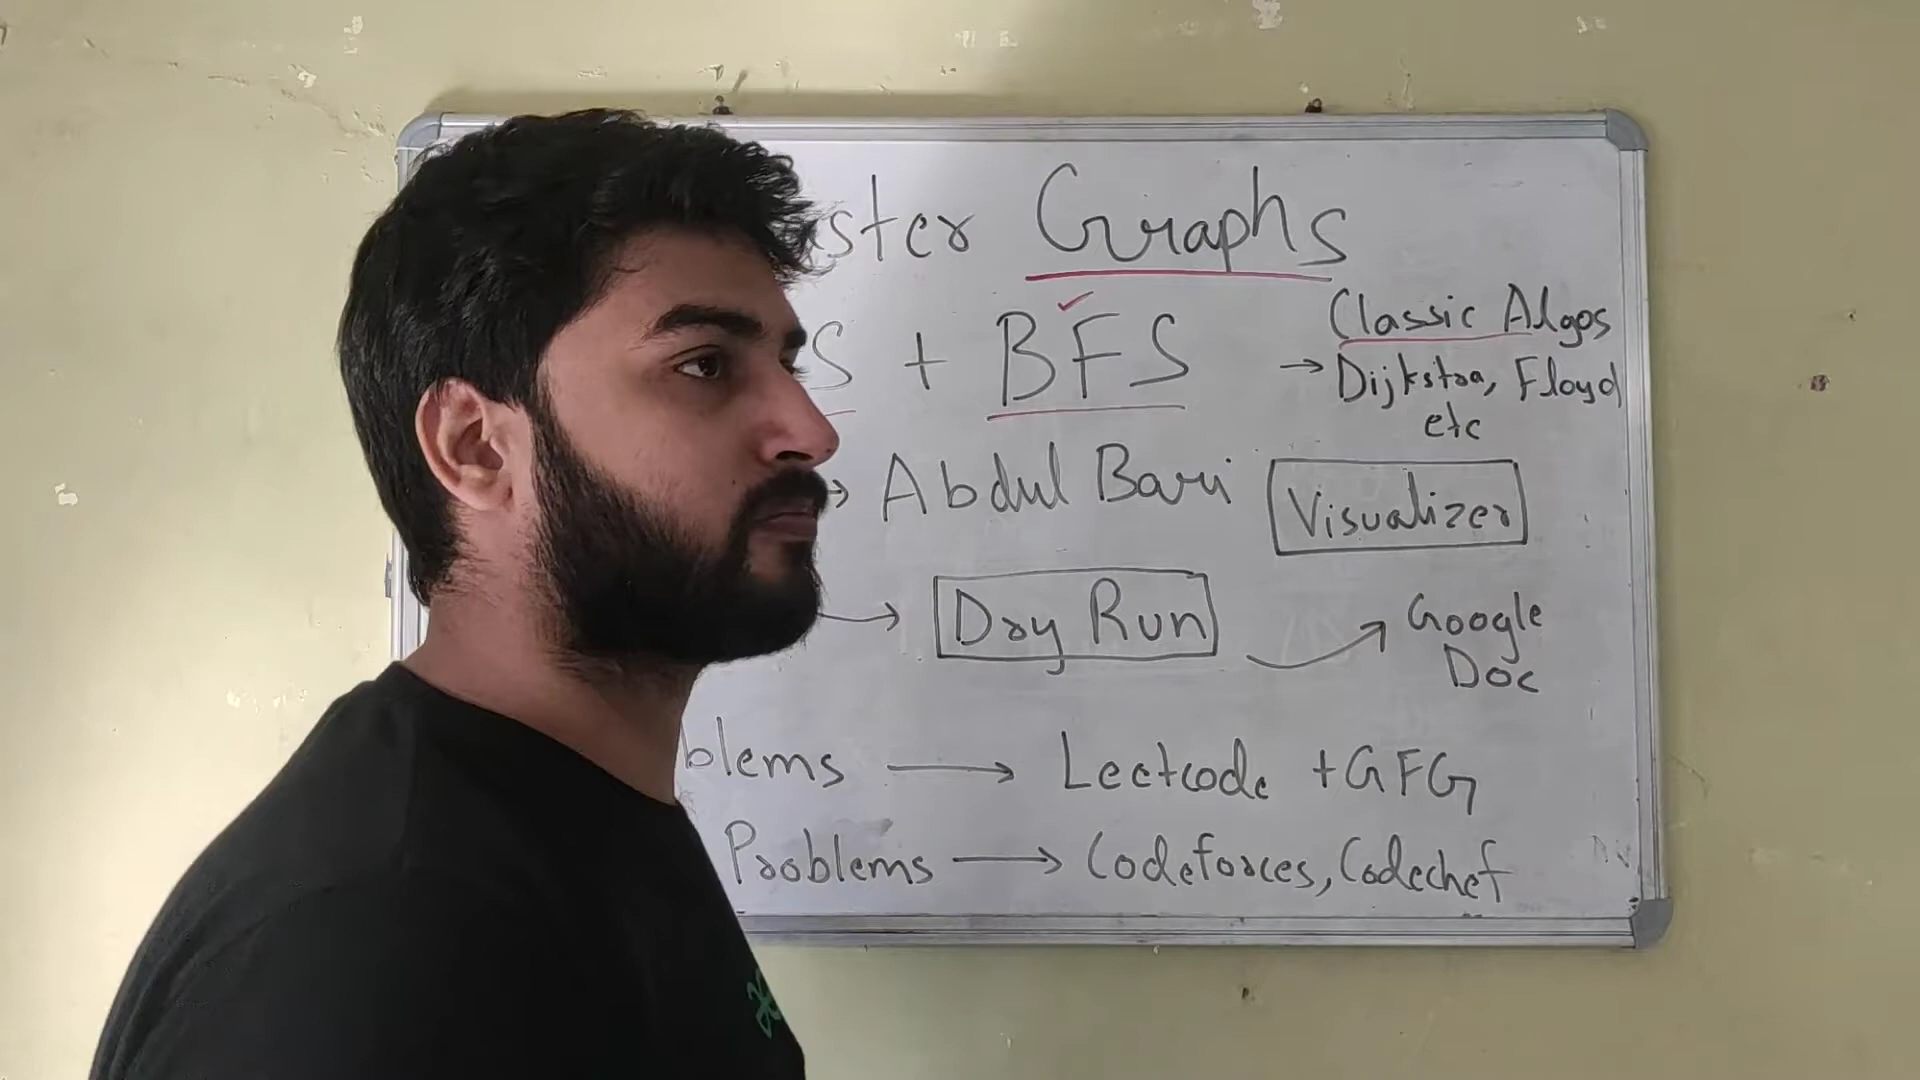 ster Graphs
S + BFS
→ Classic Algos
Dijkstra, Floyd
etc
→ Abdul Bari
Visualizer
→ Dry Run
Google
Doc
blems → Leetcode + GFG
Problems → Codeforces, Codechef